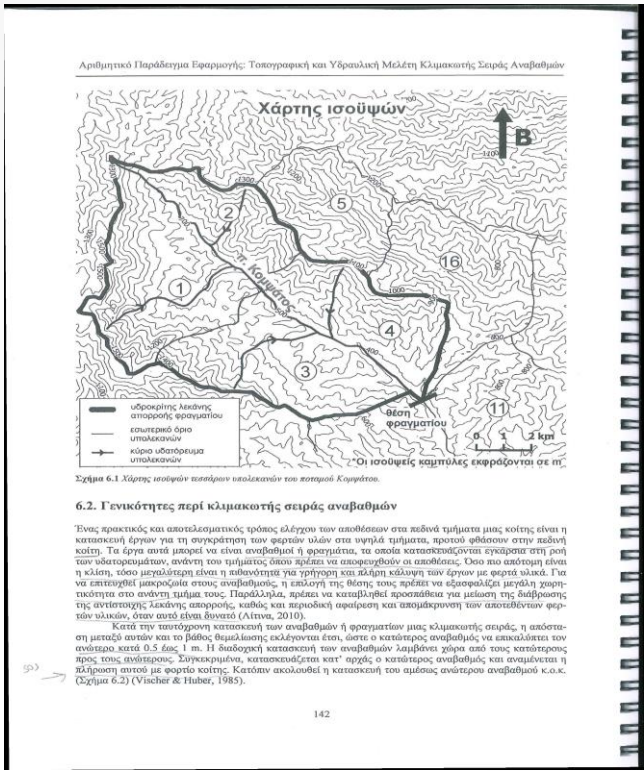 Αριθμητικό Παράδειγμα Εφαρμογής: Τοπογραφική και Υδραυλική Μελέτη Κλιμακωτής Σειράς Αναβαθμών
Χάρτης ισοϋψών
Β
5
2
16
1
π. Κομψάτος
4
3
11
θέση
φραγματίου
υδροκρίτης λεκάνης
απορροής φραγματίου
εσωτερικό όριο
υπολεκανών
κύριο υδατόρευμα
υπολεκανών
0 1 2 km
*Οι ισοϋψείς καμπύλες εκφράζονται σε m
Σχήμα 6.1 Χάρτης ισοϋψών τεσσάρων υπολεκανών του ποταμού Κομψάτου.
6.2. Γενικότητες περί κλιμακωτής σειράς αναβαθμών
Ένας πρακτικός και αποτελεσματικός τρόπος ελέγχου των αποθέσεων στα πεδινά τμήματα μιας κοίτης είναι η
κατασκευή έργων για τη συγκράτηση των φερτών υλών στα υψηλά τμήματα, προτού φθάσουν στην πεδινή
κοίτη. Τα έργα αυτά μπορεί να είναι αναβαθμοί ή φράγματα, τα οποία κατασκευάζονται εγκάρσια στη ροή
των υδατορευμάτων, ανάντη του τμήματος όπου πρέπει να αποφευχθούν οι αποθέσεις. Όσο πιο απότομη είναι
η κλίση, τόσο μεγαλύτερη είναι η πιθανότητα για γρήγορη και πλήρη κάλυψη των έργων με φερτά υλικά. Για
να επιτευχθεί μακροζωία στους αναβαθμούς, η επιλογή της θέσης τους πρέπει να εξασφαλίζει μεγάλη χωρη-
τικότητα στο ανάντη τμήμα τους. Παράλληλα, πρέπει να καταβληθεί προσπάθεια για μείωση της διάβρωσης
της αντίστοιχης λεκάνης απορροής, καθώς και περιοδική αφαίρεση και απομάκρυνση των αποτεθέντων φερ-
τών υλικών, όταν αυτό είναι δυνατό (Λίτινα, 2010).
Κατά την ταυτόχρονη κατασκευή των αναβαθμών ή φραγματίων μιας κλιμακωτής σειράς, η απόστα-
ση μεταξύ αυτών και το βάθος θεμελίωσης εκλέγονται έτσι, ώστε ο κατώτερος αναβαθμός να επικαλύπτει τον
ανώτερο κατά 0.5 έως 1 m. Η διαδοχική κατασκευή των αναβαθμών λαμβάνει χώρα από τους κατώτερους
προς τους ανώτερους. Συγκεκριμένα, κατασκευάζεται κατ' αρχάς ο κατώτερος αναβαθμός και αναμένεται η
πλήρωση αυτού με φορτίο κοίτης. Κατόπιν ακολουθεί η κατασκευή του αμέσως ανώτερου αναβαθμού κ.ο.κ.
(Σχήμα 6.2) (Vischer & Huber, 1985).
142